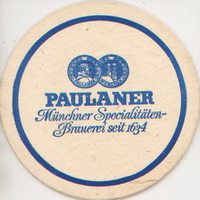 PAULANER
Münchner Specialitäten-
Brauerei seit 1634